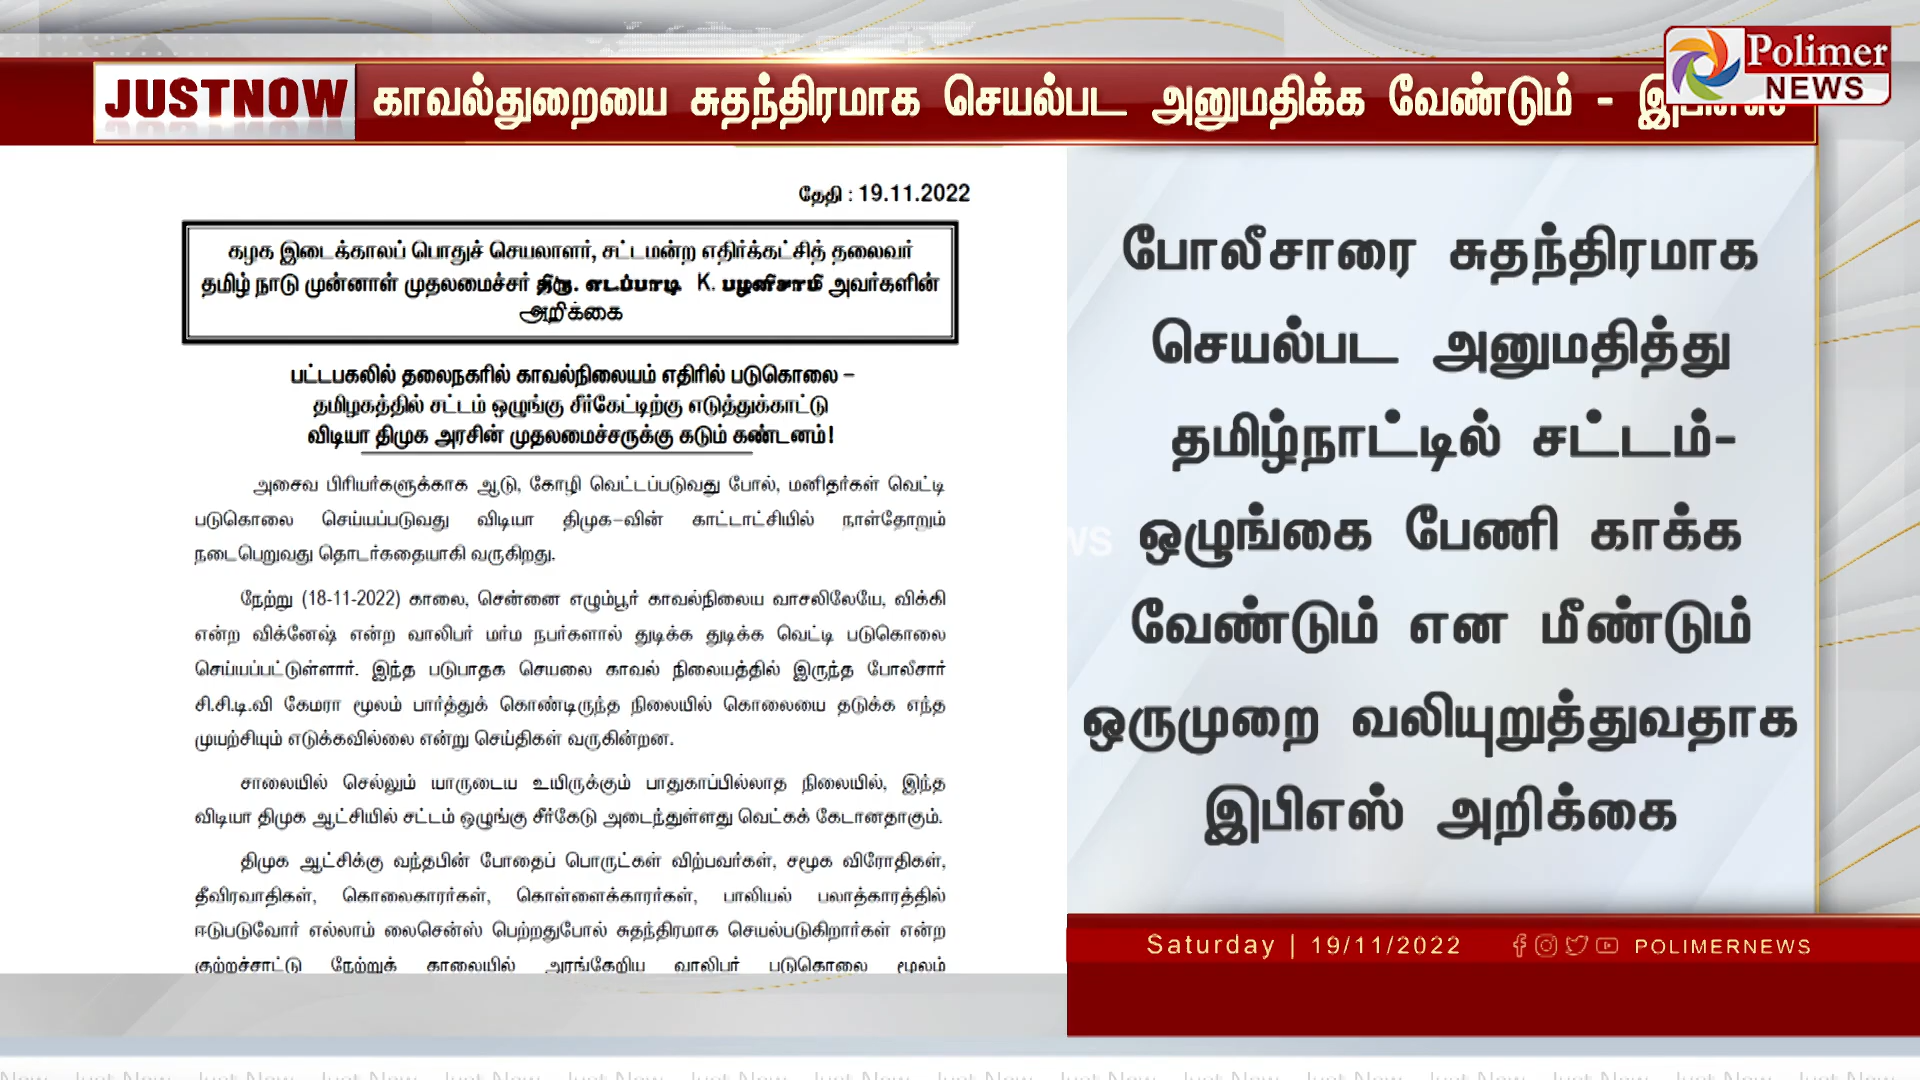 Polimer
NEWS
JUSTNOW காவல்துறையை சுதந்திரமாக செயல்பட அனுமதிக்க வேண்டும் - இபிஎஸ்
தேதி : 19.11.2022
கழக இடைக்காலப் பொதுச் செயலாளர், சட்டமன்ற எதிர்க்கட்சித் தலைவர்
தமிழ் நாடு முன்னாள் முதலமைச்சர் திரு. எடப்பாடி K. பழனிசாமி அவர்களின்
அறிக்கை
பட்டபகலில் தலைநகரில் காவல்நிலையம் எதிரில் படுகொலை –
தமிழகத்தில் சட்டம் ஒழுங்கு சீர்கேட்டிற்கு எடுத்துக்காட்டு
விடியா திமுக அரசின் முதலமைச்சருக்கு கடும் கண்டனம்!
அசைவ பிரியர்களுக்காக ஆடு, கோழி வெட்டப்படுவது போல், மனிதர்கள் வெட்டி
படுகொலை செய்யப்படுவது விடியா திமுக-வின் காட்டாட்சியில் நாள்தோறும்
நடைபெறுவது தொடர்கதையாகி வருகிறது.
நேற்று (18-11-2022) காலை, சென்னை எழும்பூர் காவல்நிலைய வாசலிலேயே, விக்கி
என்ற விக்னேஷ் என்ற வாலிபர் மர்ம நபர்களால் துடிக்க துடிக்க வெட்டி படுகொலை
செய்யப்பட்டுள்ளார். இந்த படுபாதக செயலை காவல் நிலையத்தில் இருந்த போலீசார்
சி.சி.டி.வி கேமரா மூலம் பார்த்துக் கொண்டிருந்த நிலையில் கொலையை தடுக்க எந்த
முயற்சியும் எடுக்கவில்லை என்று செய்திகள் வருகின்றன.
சாலையில் செல்லும் யாருடைய உயிருக்கும் பாதுகாப்பில்லாத நிலையில், இந்த
விடியா திமுக ஆட்சியில் சட்டம் ஒழுங்கு சீர்கேடு அடைந்துள்ளது வெட்கக் கேடானதாகும்.
திமுக ஆட்சிக்கு வந்தபின் போதைப் பொருட்கள் விற்பவர்கள், சமூக விரோதிகள்,
தீவிரவாதிகள், கொலைகாரர்கள், கொள்ளைக்காரர்கள், பாலியல் பலாத்காரத்தில்
ஈடுபடுவோர் எல்லாம் லைசென்ஸ் பெற்றதுபோல் சுதந்திரமாக செயல்படுகிறார்கள் என்ற
குற்றச்சாட்டு நேற்றுக் காலையில் அரங்கேறிய வாலிபர் படுகொலை மூலம்
போலீசாரை சுதந்திரமாக
செயல்பட அனுமதித்து
தமிழ்நாட்டில் சட்டம்-
ஒழுங்கை பேணி காக்க
வேண்டும் என மீண்டும்
ஒருமுறை வலியுறுத்துவதாக
இபிஎஸ் அறிக்கை
Saturday | 19/11/2022 POLIMERNEWS